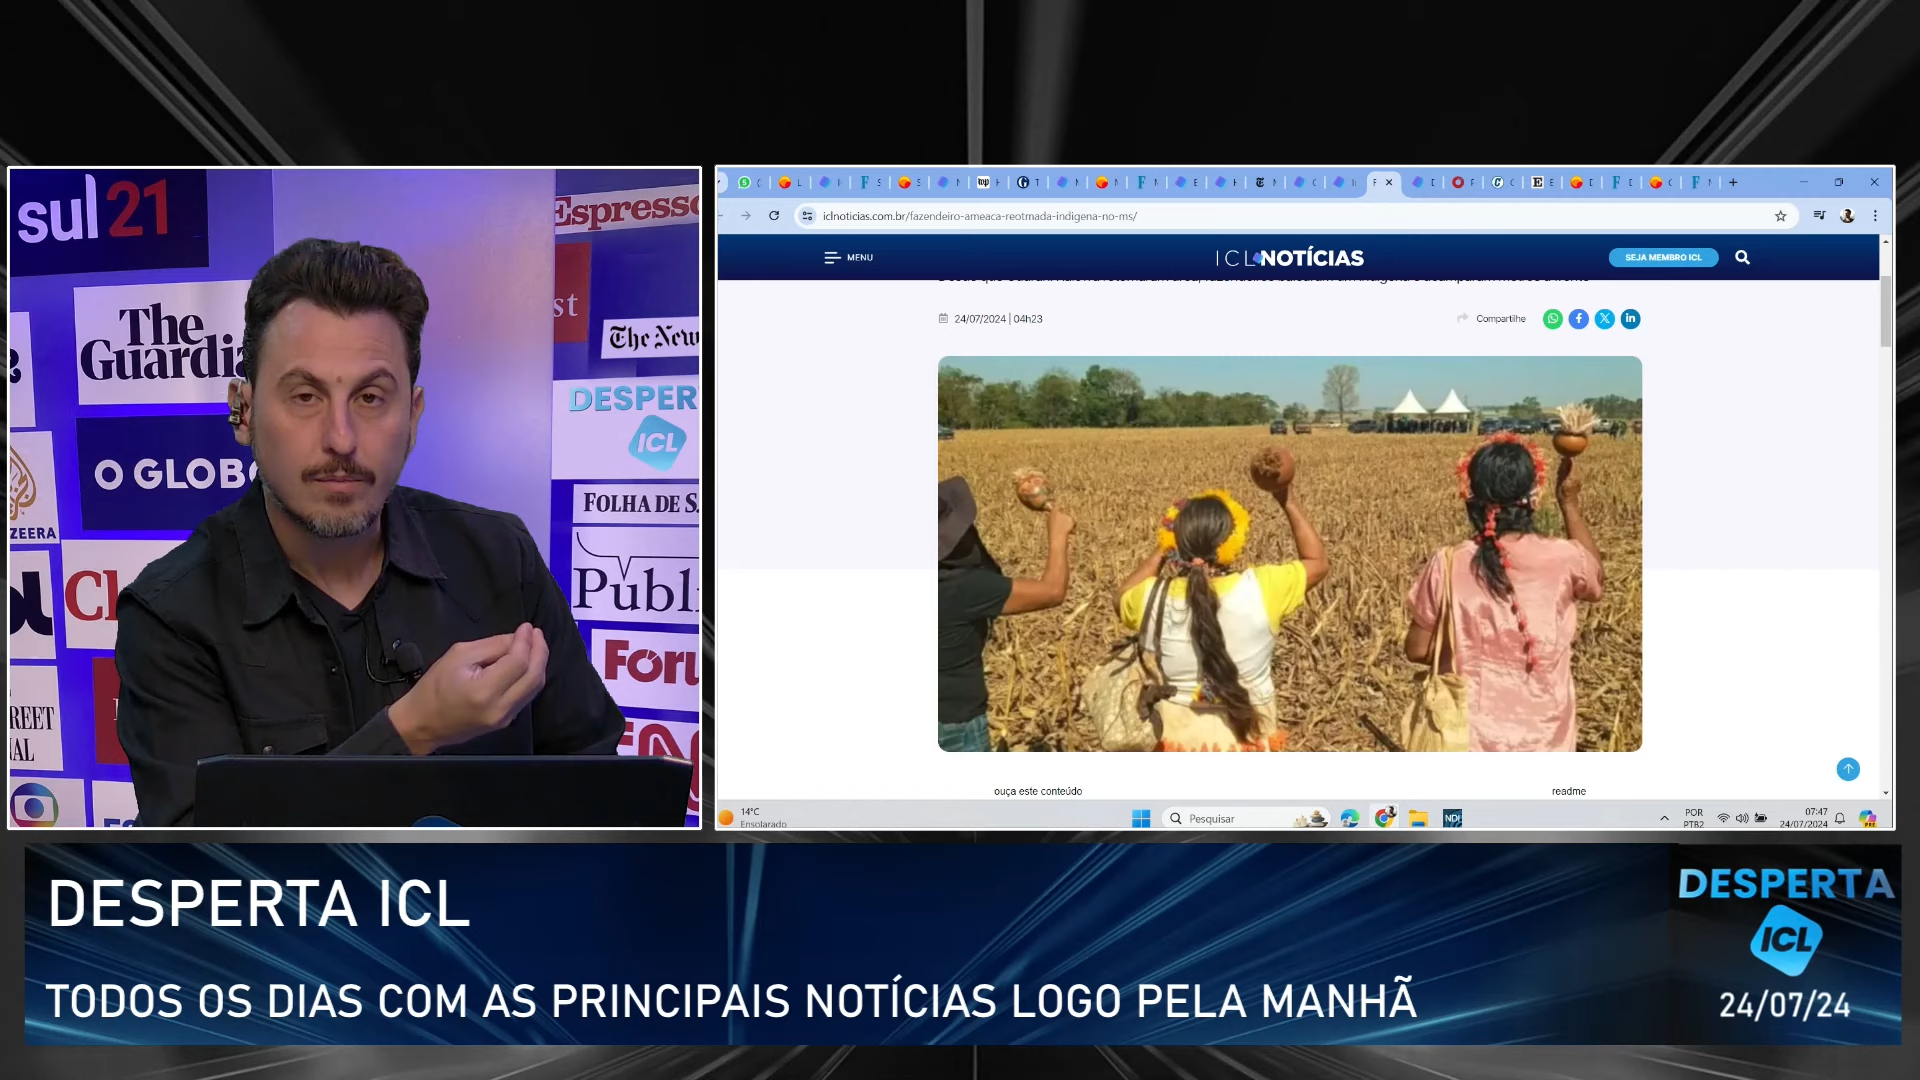 sul21
Espresso
The
Guardia
The New
DESPER
ICL
O GLOBO
ZEERA
FOLHA DE S.
Públi
Cl
Foru
REET
AL
iclnoticias.com.br/fazendeiro-ameaca-reotmada-indigena-no-ms/
MENU
ICL NOTÍCIAS
SEJA MEMBRO ICL
24/07/2024 | 04h23
Compartilhe
ouça este conteúdo
readme
14°C
Ensolarado
Pesquisar
POR
PTB2
07:47
24/07/2024
DESPERTA ICL
TODOS OS DIAS COM AS PRINCIPAIS NOTÍCIAS LOGO PELA MANHÃ
DESPERTA
ICL
24/07/24